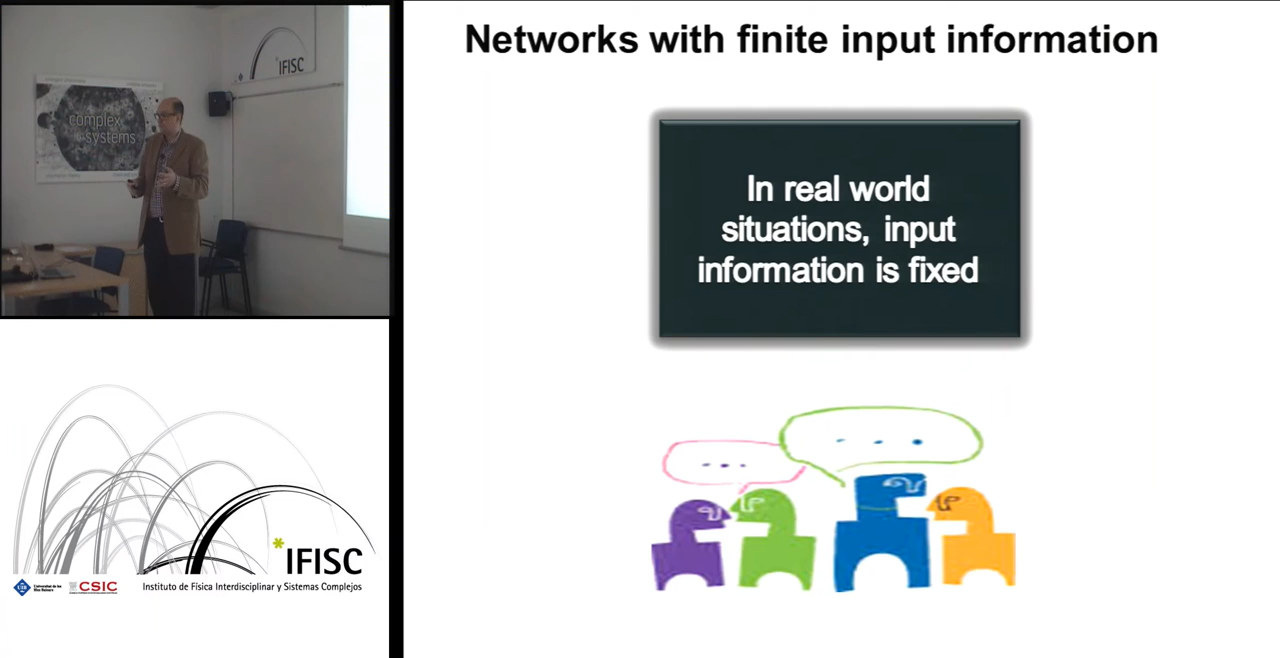 Networks with finite input information
In real world
situations, input
information is fixed
IFISC
complex
systems
IFISC
CSIC
Instituto de Física Interdisciplinar y Sistemas Complejos